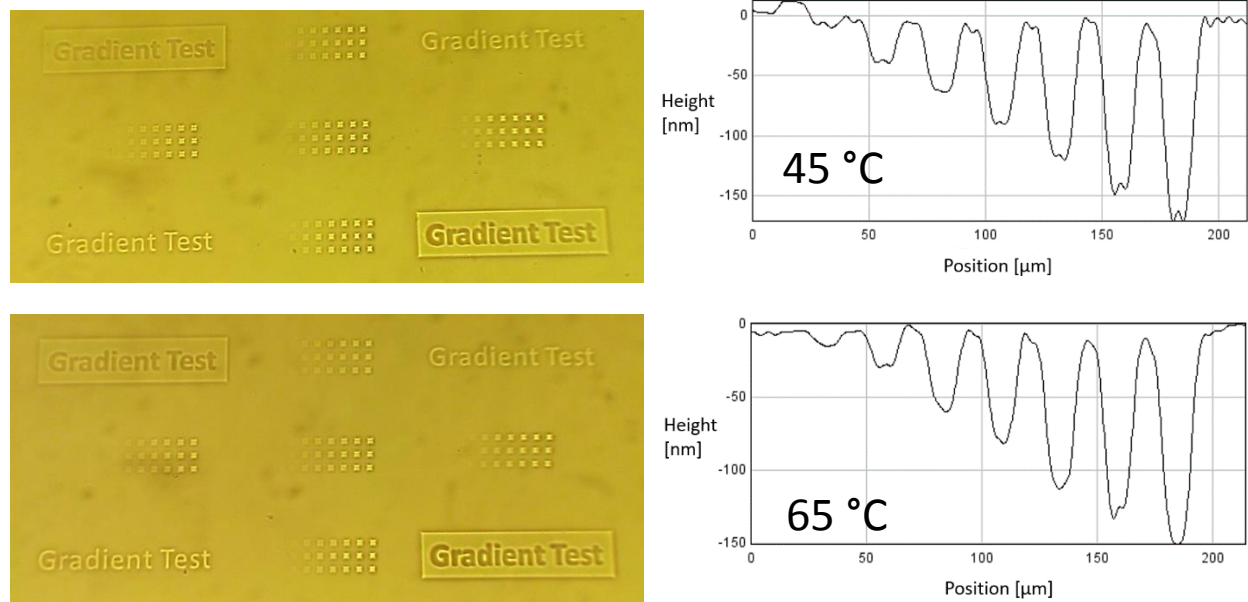 Gradient Test
Gradient Test
Gradient Test
Gradient Test
0
-50
-100
-150
Height
[nm]
45 °C
0
50
100
150
200
Position [µm]
Gradient Test
Gradient Test
Gradient Test
Gradient Test
0
-50
-100
-150
Height
[nm]
65 °C
0
50
100
150
200
Position [µm]